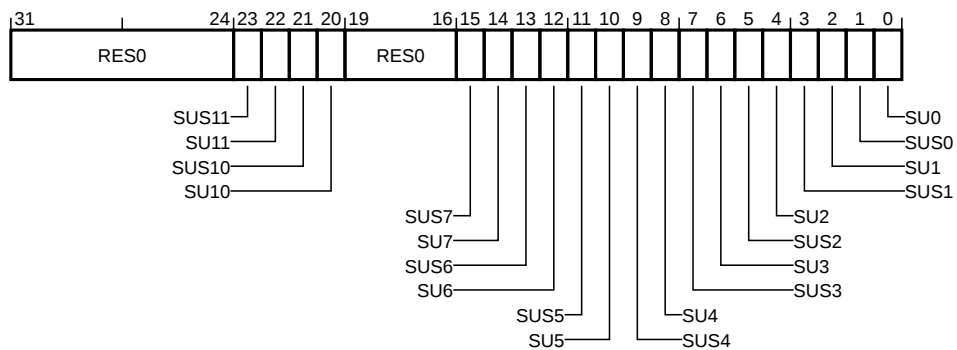 31 24 23 22 21 20 19 16 15 14 13 12 11 10 9 8 7 6 5 4 3 2 1 0
RES0 RES0
SUS11 SU0
SU11 SUS0
SUS10 SU1
SU10 SUS1
SUS7 SU2
SU7 SUS2
SUS6 SU3
SU6 SUS3
SUS5 SU4
SU5 SUS4